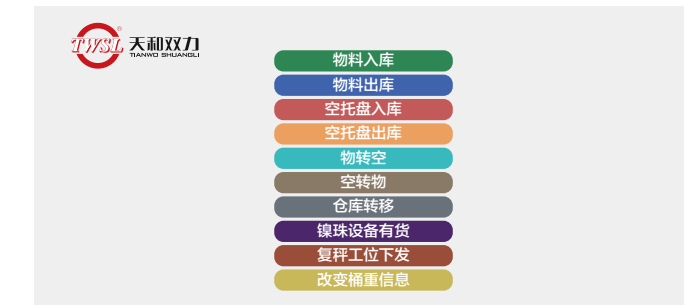 TWSL
®
天和双力
TIANWO SHUANGLI
物料入库
物料出库
空托盘入库
空托盘出库
物转空
空转物
仓库转移
镍珠设备有货
复秤工位下发
改变桶重信息